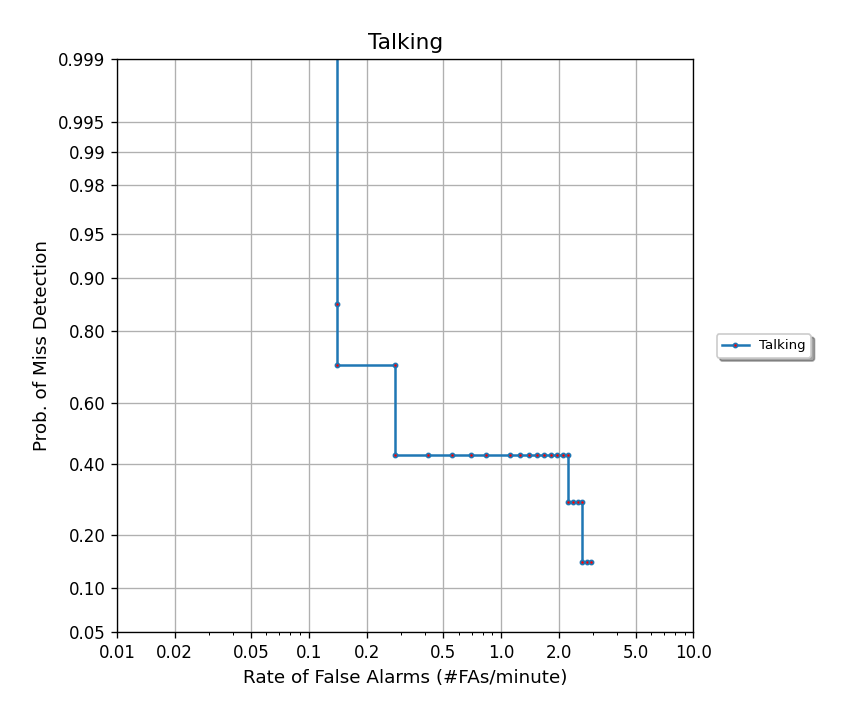 Talking
0.999
0.995
0.99
0.98
0.95
0.90
0.80
0.60
0.40
0.20
0.10
0.05
Prob. of Miss Detection
0.01 0.02 0.05 0.1 0.2 0.5 1.0 2.0 5.0 10.0
Rate of False Alarms (#FAs/minute)
Talking